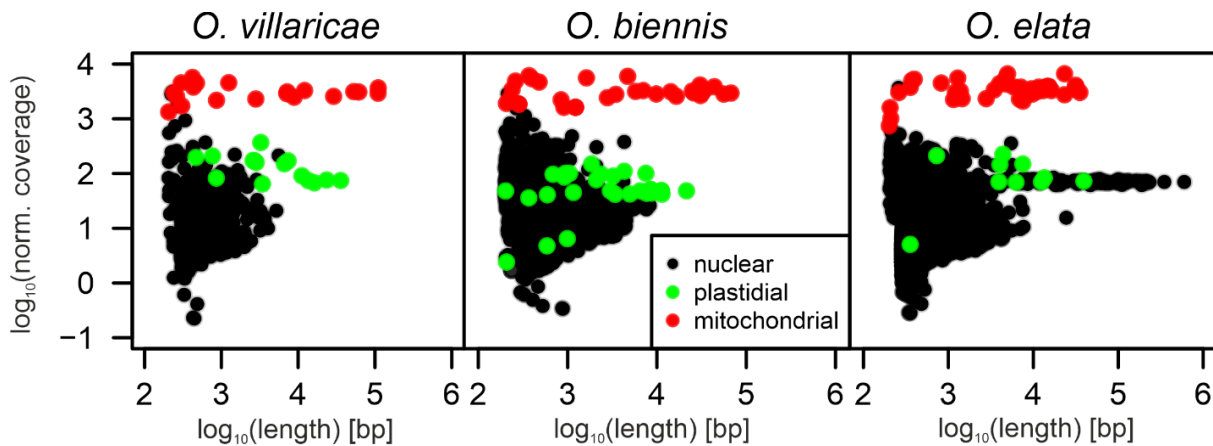 O. villaricae O. biennis O. elata
log₁₀(norm. coverage)
4
3
2
1
0
−1
nuclear
plastidial
mitochondrial
2 3 4 5 6 2 3 4 5 6 2 3 4 5 6
log₁₀(length) [bp] log₁₀(length) [bp] log₁₀(length) [bp]